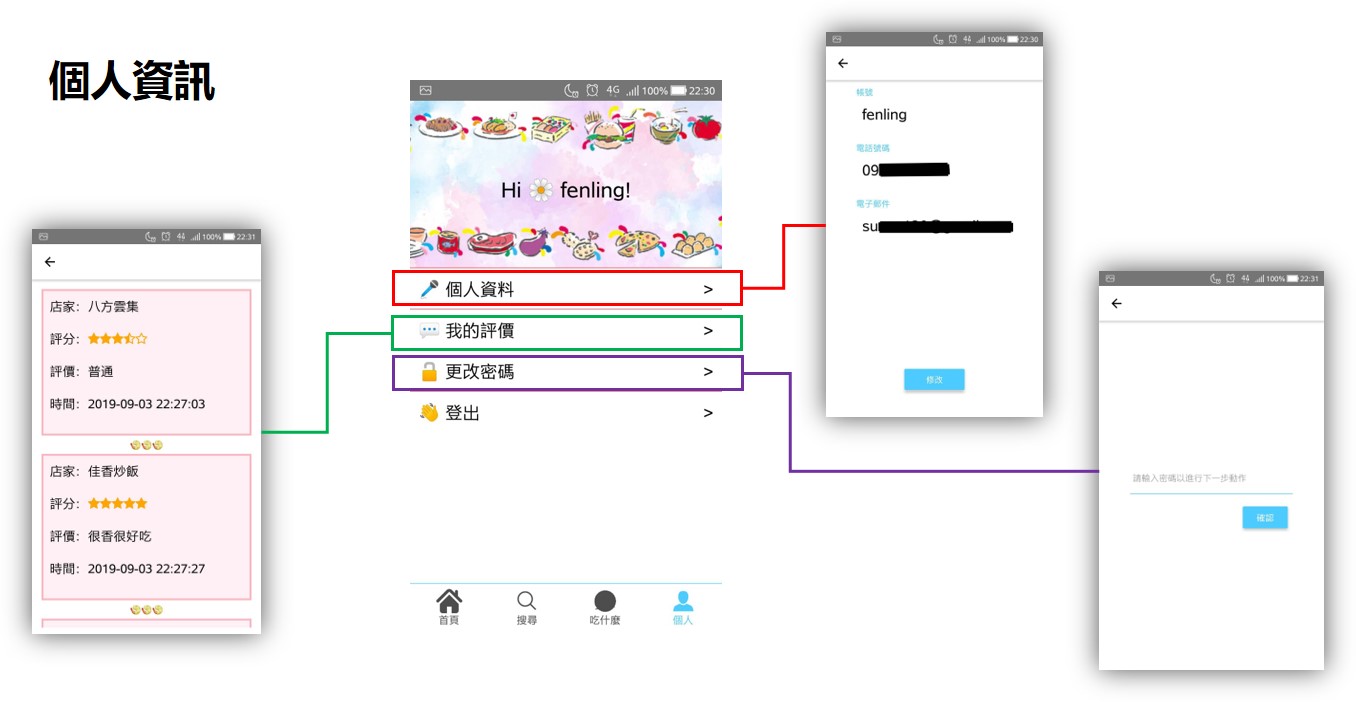 個人資訊
4G 100% 22:30
Hi fenling!
個人資料 >
我的評價 >
更改密碼 >
登出 >
首頁
搜尋
吃什麼
個人
100% 22:31
店家：八方雲集
評分：
評價：普通
時間：2019-09-03 22:27:03
店家：佳香炒飯
評分：
評價：很香很好吃
時間：2019-09-03 22:27:27
100% 22:30
帳號
fenling
電話號碼
09
電子郵件
su
修改
100% 22:31
請輸入密碼以進行下一步動作
確認